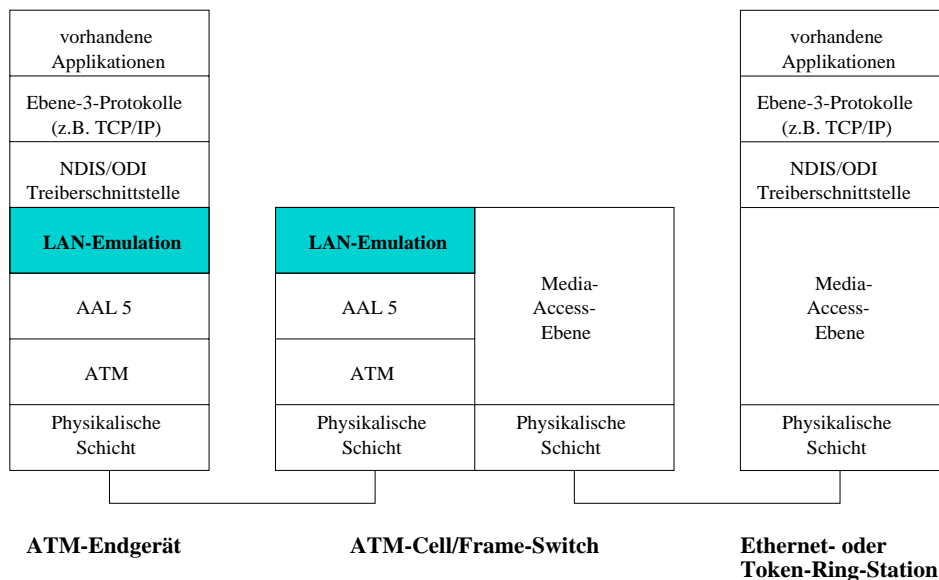 vorhandene
Applikationen
Ebene-3-Protokolle
(z.B. TCP/IP)
NDIS/ODI
Treiberschnittstelle
LAN-Emulation
AAL 5
ATM
Physikalische
Schicht
LAN-Emulation
AAL 5
ATM
Physikalische
Schicht
Media-
Access-
Ebene
Physikalische
Schicht
vorhandene
Applikationen
Ebene-3-Protokolle
(z.B. TCP/IP)
NDIS/ODI
Treiberschnittstelle
Media-
Access-
Ebene
Physikalische
Schicht
ATM-Endgerät
ATM-Cell/Frame-Switch
Ethernet- oder
Token-Ring-Station